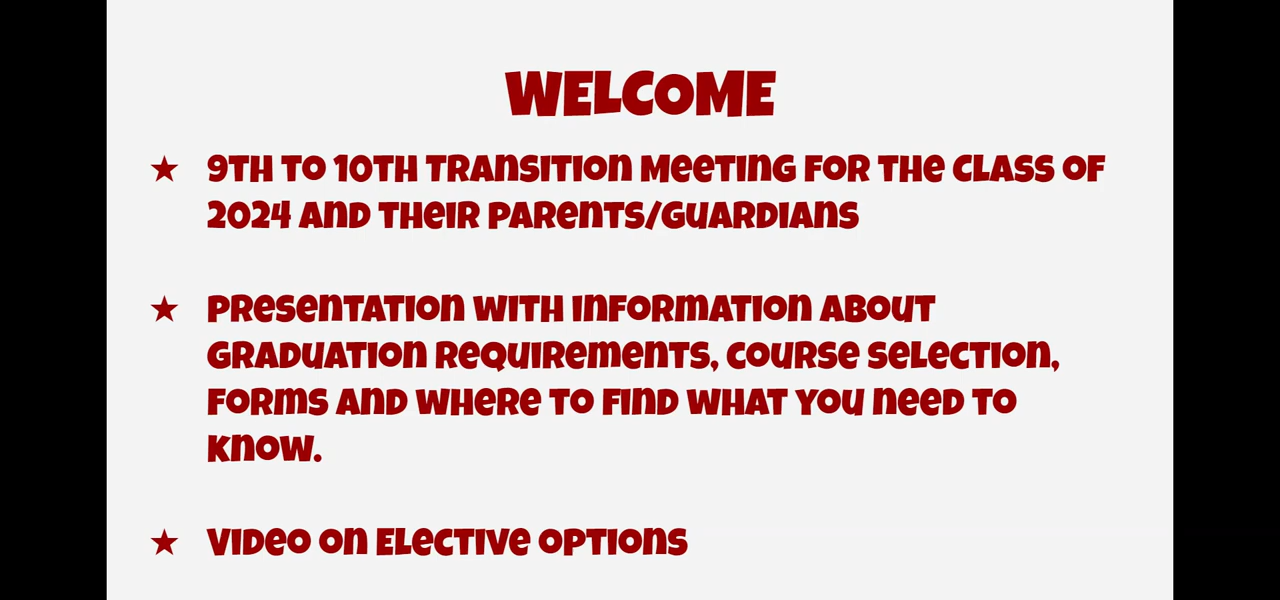 WELCOME
★ 9TH TO 10TH TRANSITION MEETING FOR THE CLASS OF
2024 AND THEIR PARENTS/GUARDIANS
★ PRESENTATION WITH INFORMATION ABOUT
GRADUATION REQUIREMENTS, COURSE SELECTION,
FORMS AND WHERE TO FIND WHAT YOU NEED TO
KNOW.
★ VIDEO ON ELECTIVE OPTIONS